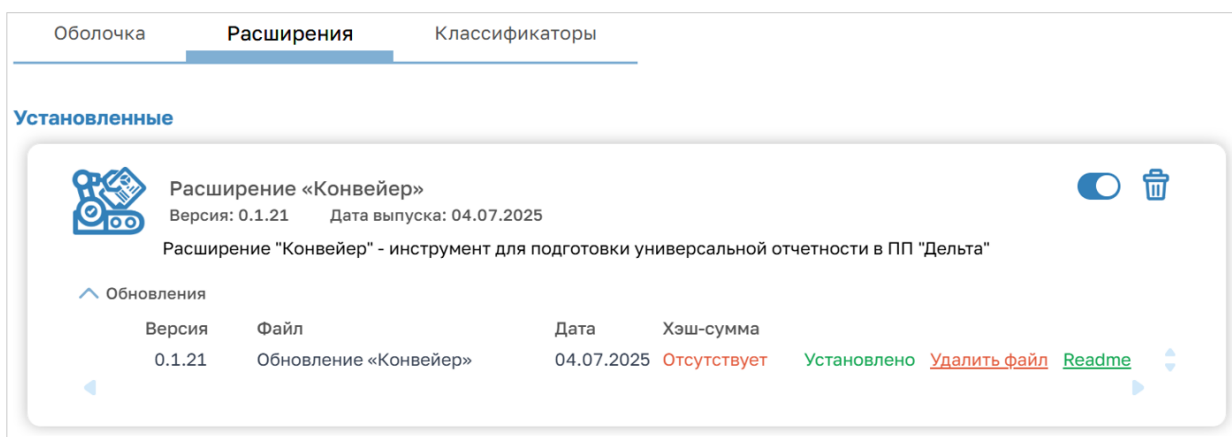 Оболочка Расширения Классификаторы
Установленные
Расширение «Конвейер»
Версия: 0.1.21 Дата выпуска: 04.07.2025
Расширение "Конвейер" - инструмент для подготовки универсальной отчетности в ПП "Дельта"
Обновления
Версия Файл Дата Хэш-сумма
0.1.21 Обновление «Конвейер» 04.07.2025 Отсутствует Установлено Удалить файл Readme